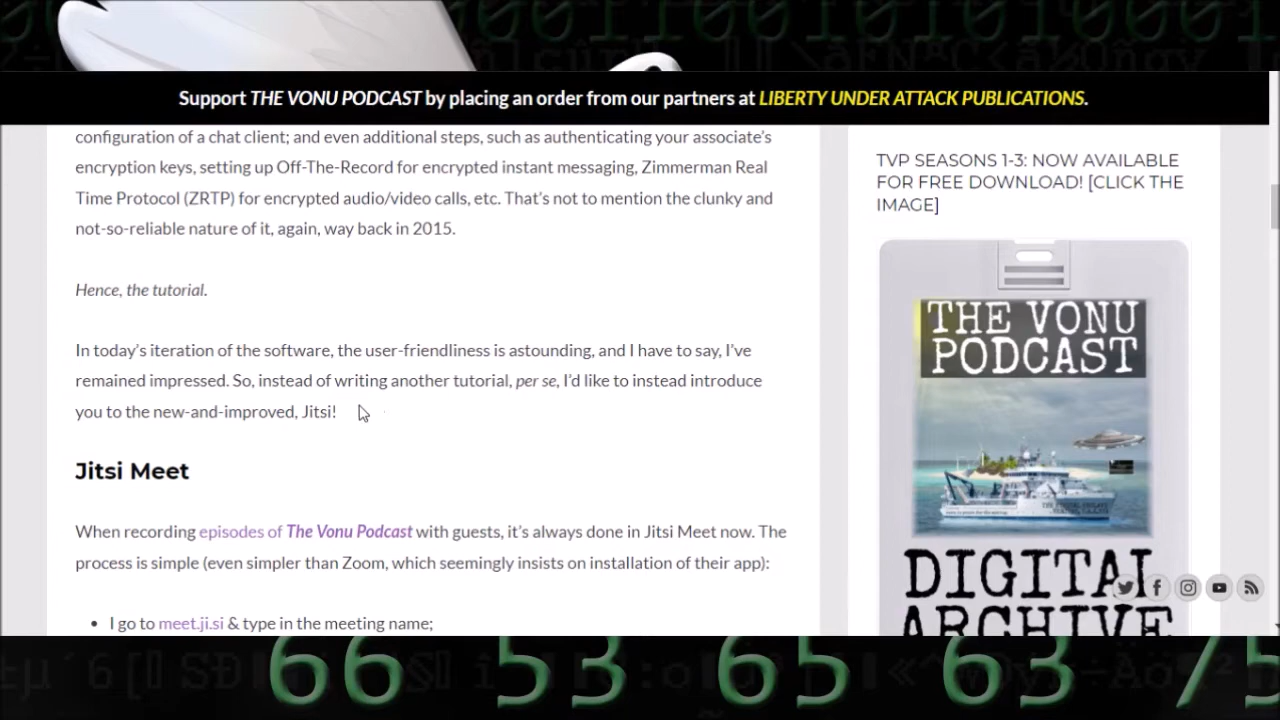 Support THE VONU PODCAST by placing an order from our partners at LIBERTY UNDER ATTACK PUBLICATIONS.
configuration of a chat client; and even additional steps, such as authenticating your associate's
encryption keys, setting up Off-The-Record for encrypted instant messaging, Zimmerman Real
Time Protocol (ZRTP) for encrypted audio/video calls, etc. That's not to mention the clunky and
not-so-reliable nature of it, again, way back in 2015.
Hence, the tutorial.
In today's iteration of the software, the user-friendliness is astounding, and I have to say, I've
remained impressed. So, instead of writing another tutorial, per se, I'd like to instead introduce
you to the new-and-improved, Jitsi!
Jitsi Meet
When recording episodes of The Vonu Podcast with guests, it's always done in Jitsi Meet now. The
process is simple (even simpler than Zoom, which seemingly insists on installation of their app):
• I go to meet.ji.si & type in the meeting name;
TVP SEASONS 1-3: NOW AVAILABLE
FOR FREE DOWNLOAD! [CLICK THE
IMAGE]
THE VONU
PODCAST
DIGITAL
ARCHIVE
66 53 65 63 75